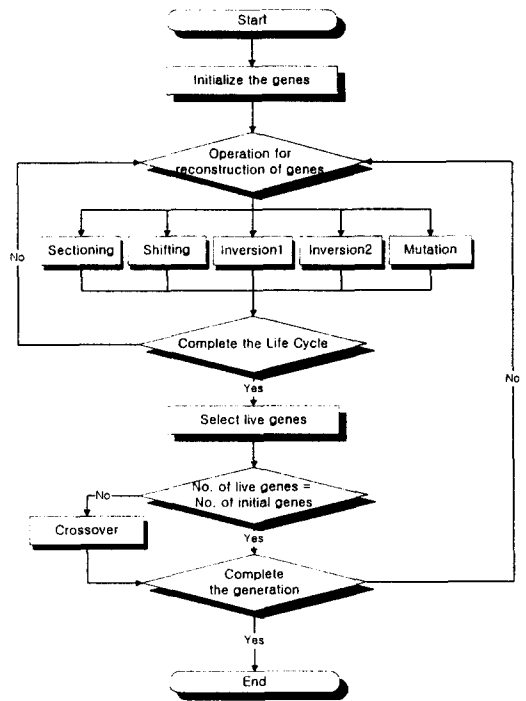 Start
Initialize the genes
Operation for
reconstruction of genes
Sectioning
Shifting
Inversion1
Inversion2
Mutation
No
Complete the Life Cycle
No
Yes
Select live genes
No. of live genes =
No. of initial genes
No
Yes
Crossover
Complete
the generation
Yes
End